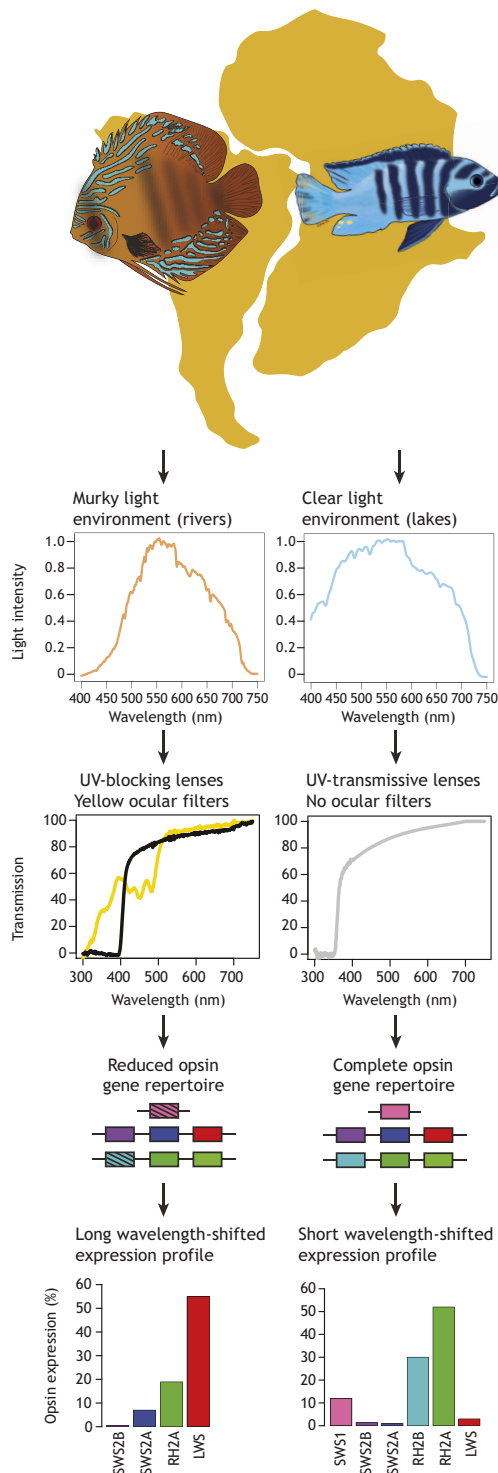 Murky light
environment (rivers)
Clear light
environment (lakes)
Light intensity
1.0
0.8
0.6
0.4
0.2
0
400 450 500 550 600 650 700 750
Wavelength (nm)
1.0
0.8
0.6
0.4
0.2
0
400 450 500 550 600 650 700 750
Wavelength (nm)
UV-blocking lenses
Yellow ocular filters
UV-transmissive lenses
No ocular filters
Transmission
100
80
60
40
20
0
300 400 500 600 700
Wavelength (nm)
100
80
60
40
20
0
300 400 500 600 700
Wavelength (nm)
Reduced opsin
gene repertoire
Complete opsin
gene repertoire
Long wavelength-shifted
expression profile
Short wavelength-shifted
expression profile
Opsin expression (%)
60
50
40
30
20
10
0
SWS2B
SWS2A
RH2A
LWS
60
50
40
30
20
10
0
SWS1
SWS2B
SWS2A
RH2B
RH2A
LWS